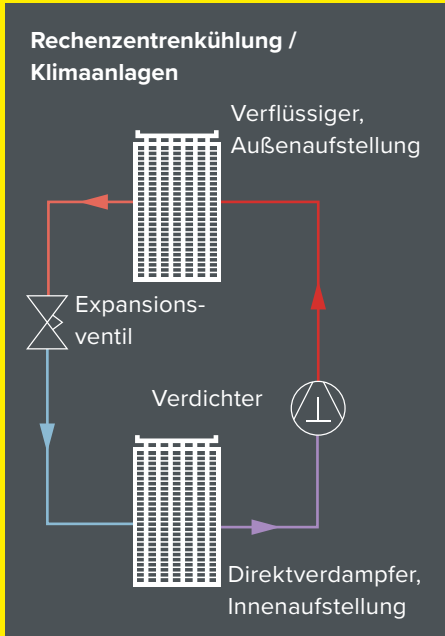 Rechenzentrenkühlung /
Klimaanlagen
Verflüssiger,
Außenaufstellung
Expansions-
ventil
Verdichter
Direktverdampfer,
Innenaufstellung